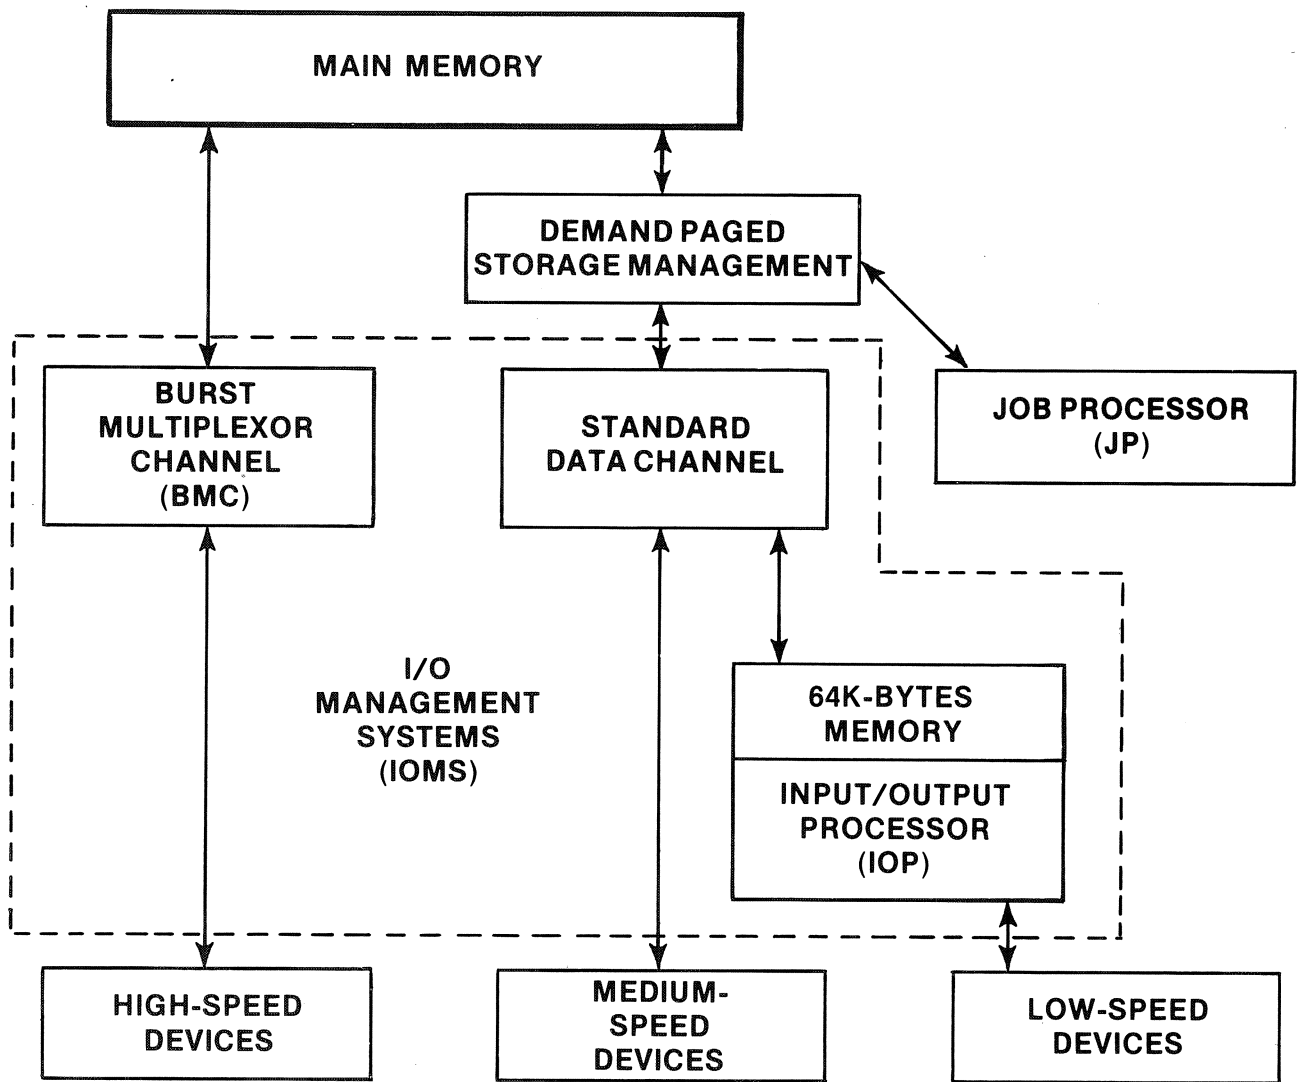 MAIN MEMORY
DEMAND PAGED
STORAGE MANAGEMENT
BURST
MULTIPLEXOR
CHANNEL
(BMC)
STANDARD
DATA CHANNEL
JOB PROCESSOR
(JP)
I/O
MANAGEMENT
SYSTEMS
(IOMS)
64K-BYTES
MEMORY
INPUT/OUTPUT
PROCESSOR
(IOP)
HIGH-SPEED
DEVICES
MEDIUM-
SPEED
DEVICES
LOW-SPEED
DEVICES